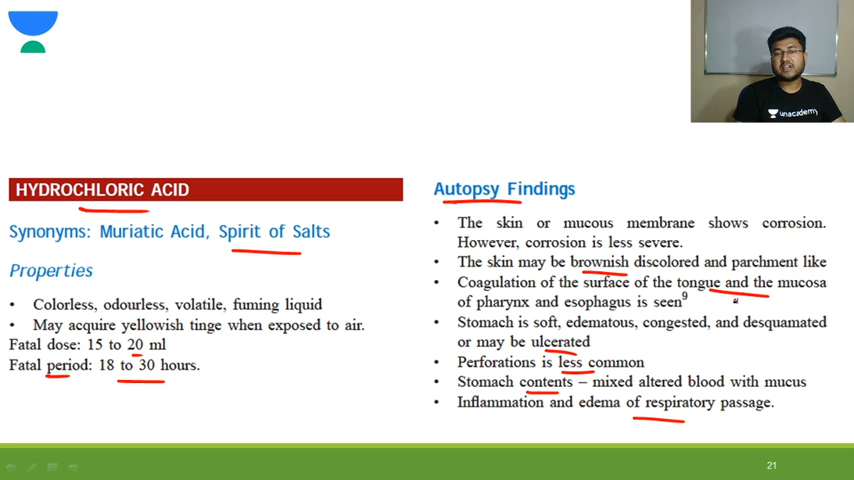 unacademy
HYDROCHLORIC ACID
Synonyms: Muriatic Acid, Spirit of Salts
Properties
• Colorless, odourless, volatile, fuming liquid
• May acquire yellowish tinge when exposed to air.
Fatal dose: 15 to 20 ml
Fatal period: 18 to 30 hours.
Autopsy Findings
• The skin or mucous membrane shows corrosion.
However, corrosion is less severe.
• The skin may be brownish discolored and parchment like
• Coagulation of the surface of the tongue and the mucosa
of pharynx and esophagus is seen9
• Stomach is soft, edematous, congested, and desquamated
or may be ulcerated
• Perforations is less common
• Stomach contents – mixed altered blood with mucus
• Inflammation and edema of respiratory passage.
21